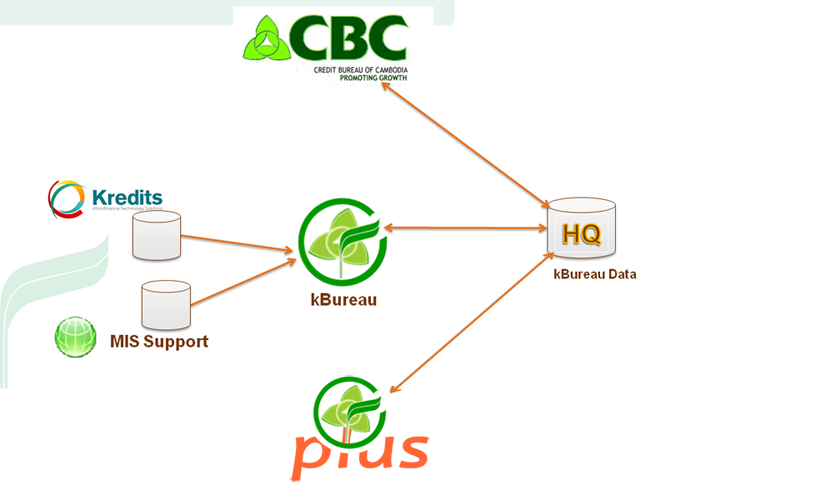 CBC
CREDIT BUREAU OF CAMBODIA
PROMOTING GROWTH
Kredits
Microfinance Technology Solutions
HQ
kBureau Data
kBureau
MIS Support
plus